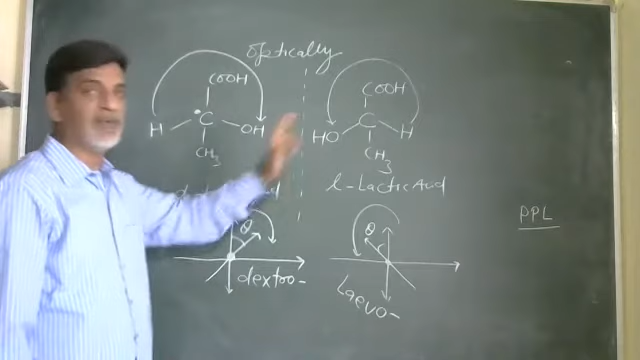 Optically
COOH
COOH
C
C
H
OH
HO
H
CH3
CH3
l-Lactic Acid
PPL
θ
θ
dextro-
Laevo-